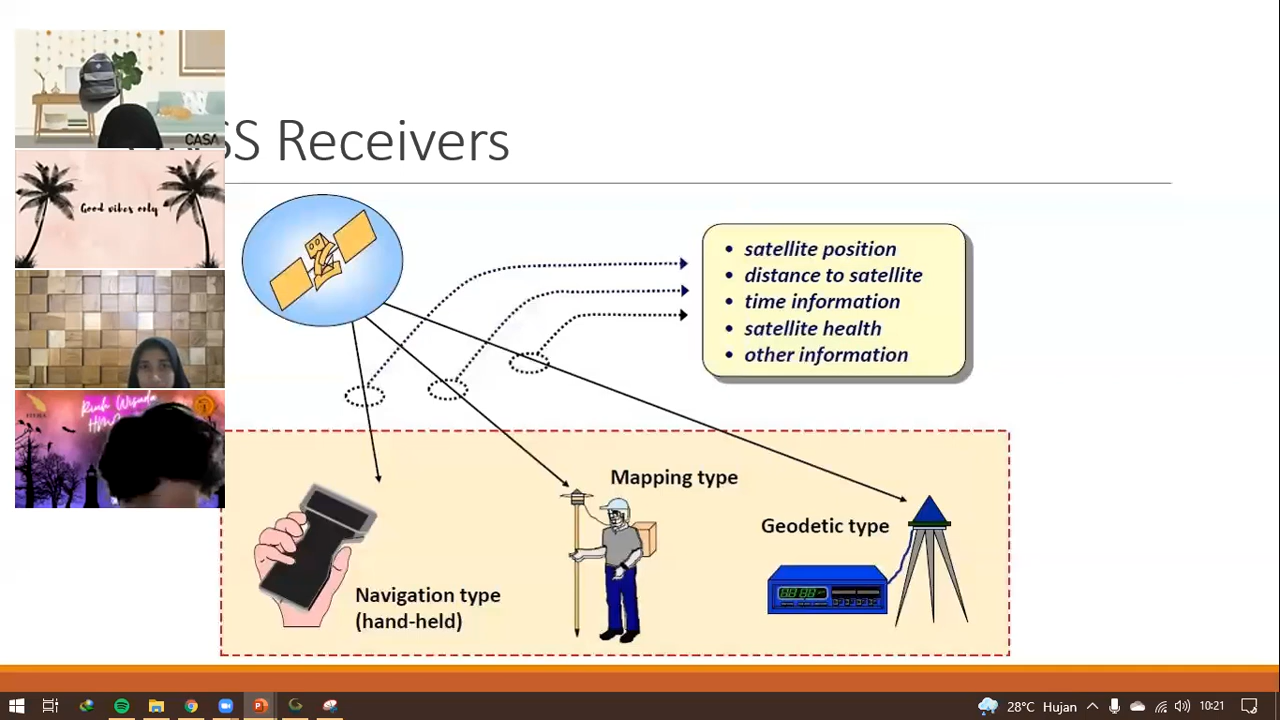 CASA
Good vibes only
ITERA
SS Receivers
• satellite position
• distance to satellite
• time information
• satellite health
• other information
Mapping type
Geodetic type
Navigation type
(hand-held)
28°C Hujan
10:21